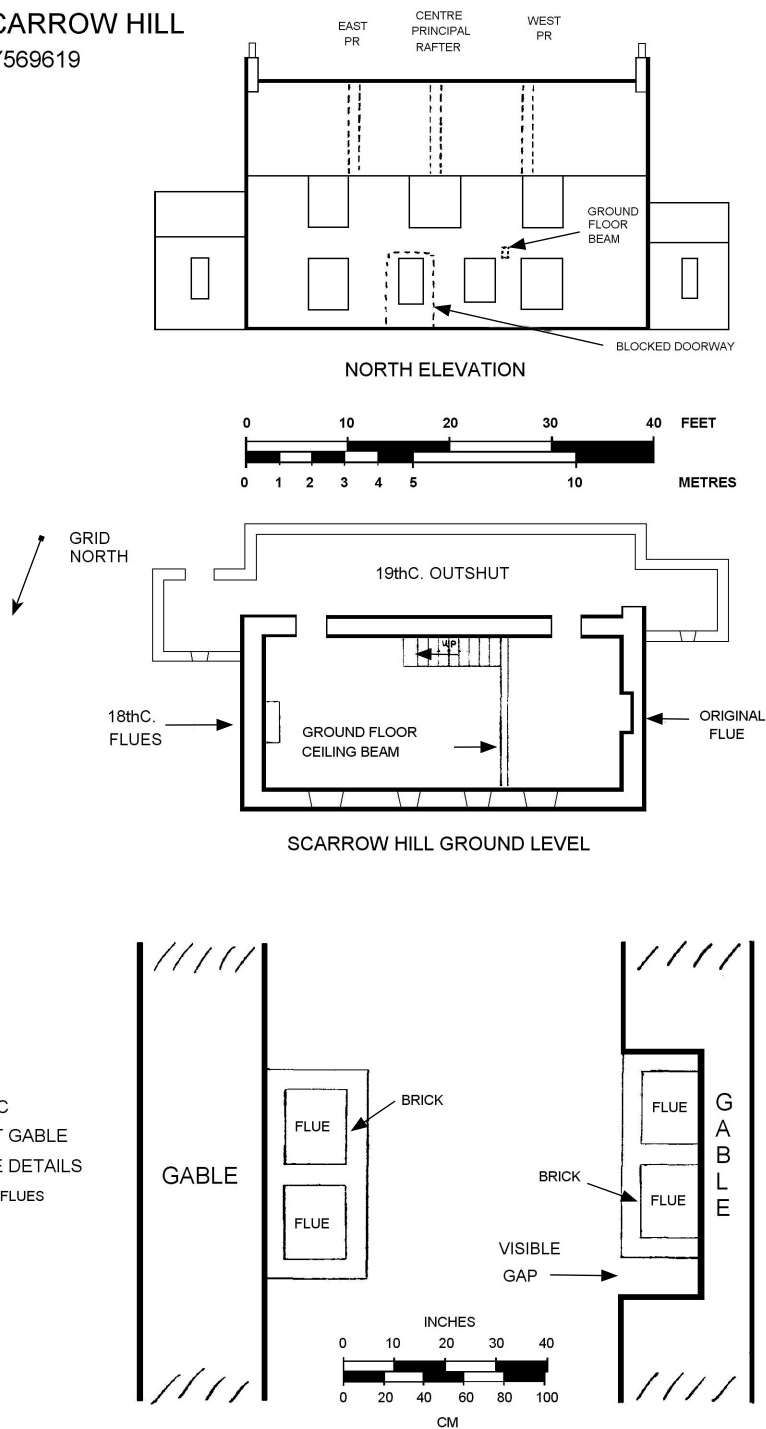 CARROW HILL
569619
EAST
PR
CENTRE
PRINCIPAL
RAFTER
WEST
PR
GROUND
FLOOR
BEAM
BLOCKED DOORWAY
NORTH ELEVATION
0 10 20 30 40 FEET
0 1 2 3 4 5 10 METRES
GRID
NORTH
19thC. OUTSHUT
UP
18thC.
FLUES
GROUND FLOOR
CEILING BEAM
ORIGINAL
FLUE
SCARROW HILL GROUND LEVEL
C
T GABLE
E DETAILS
FLUES
GABLE
FLUE
FLUE
BRICK
FLUE
FLUE
BRICK
GABLE
VISIBLE
GAP
INCHES
0 10 20 30 40
0 20 40 60 80 100
CM